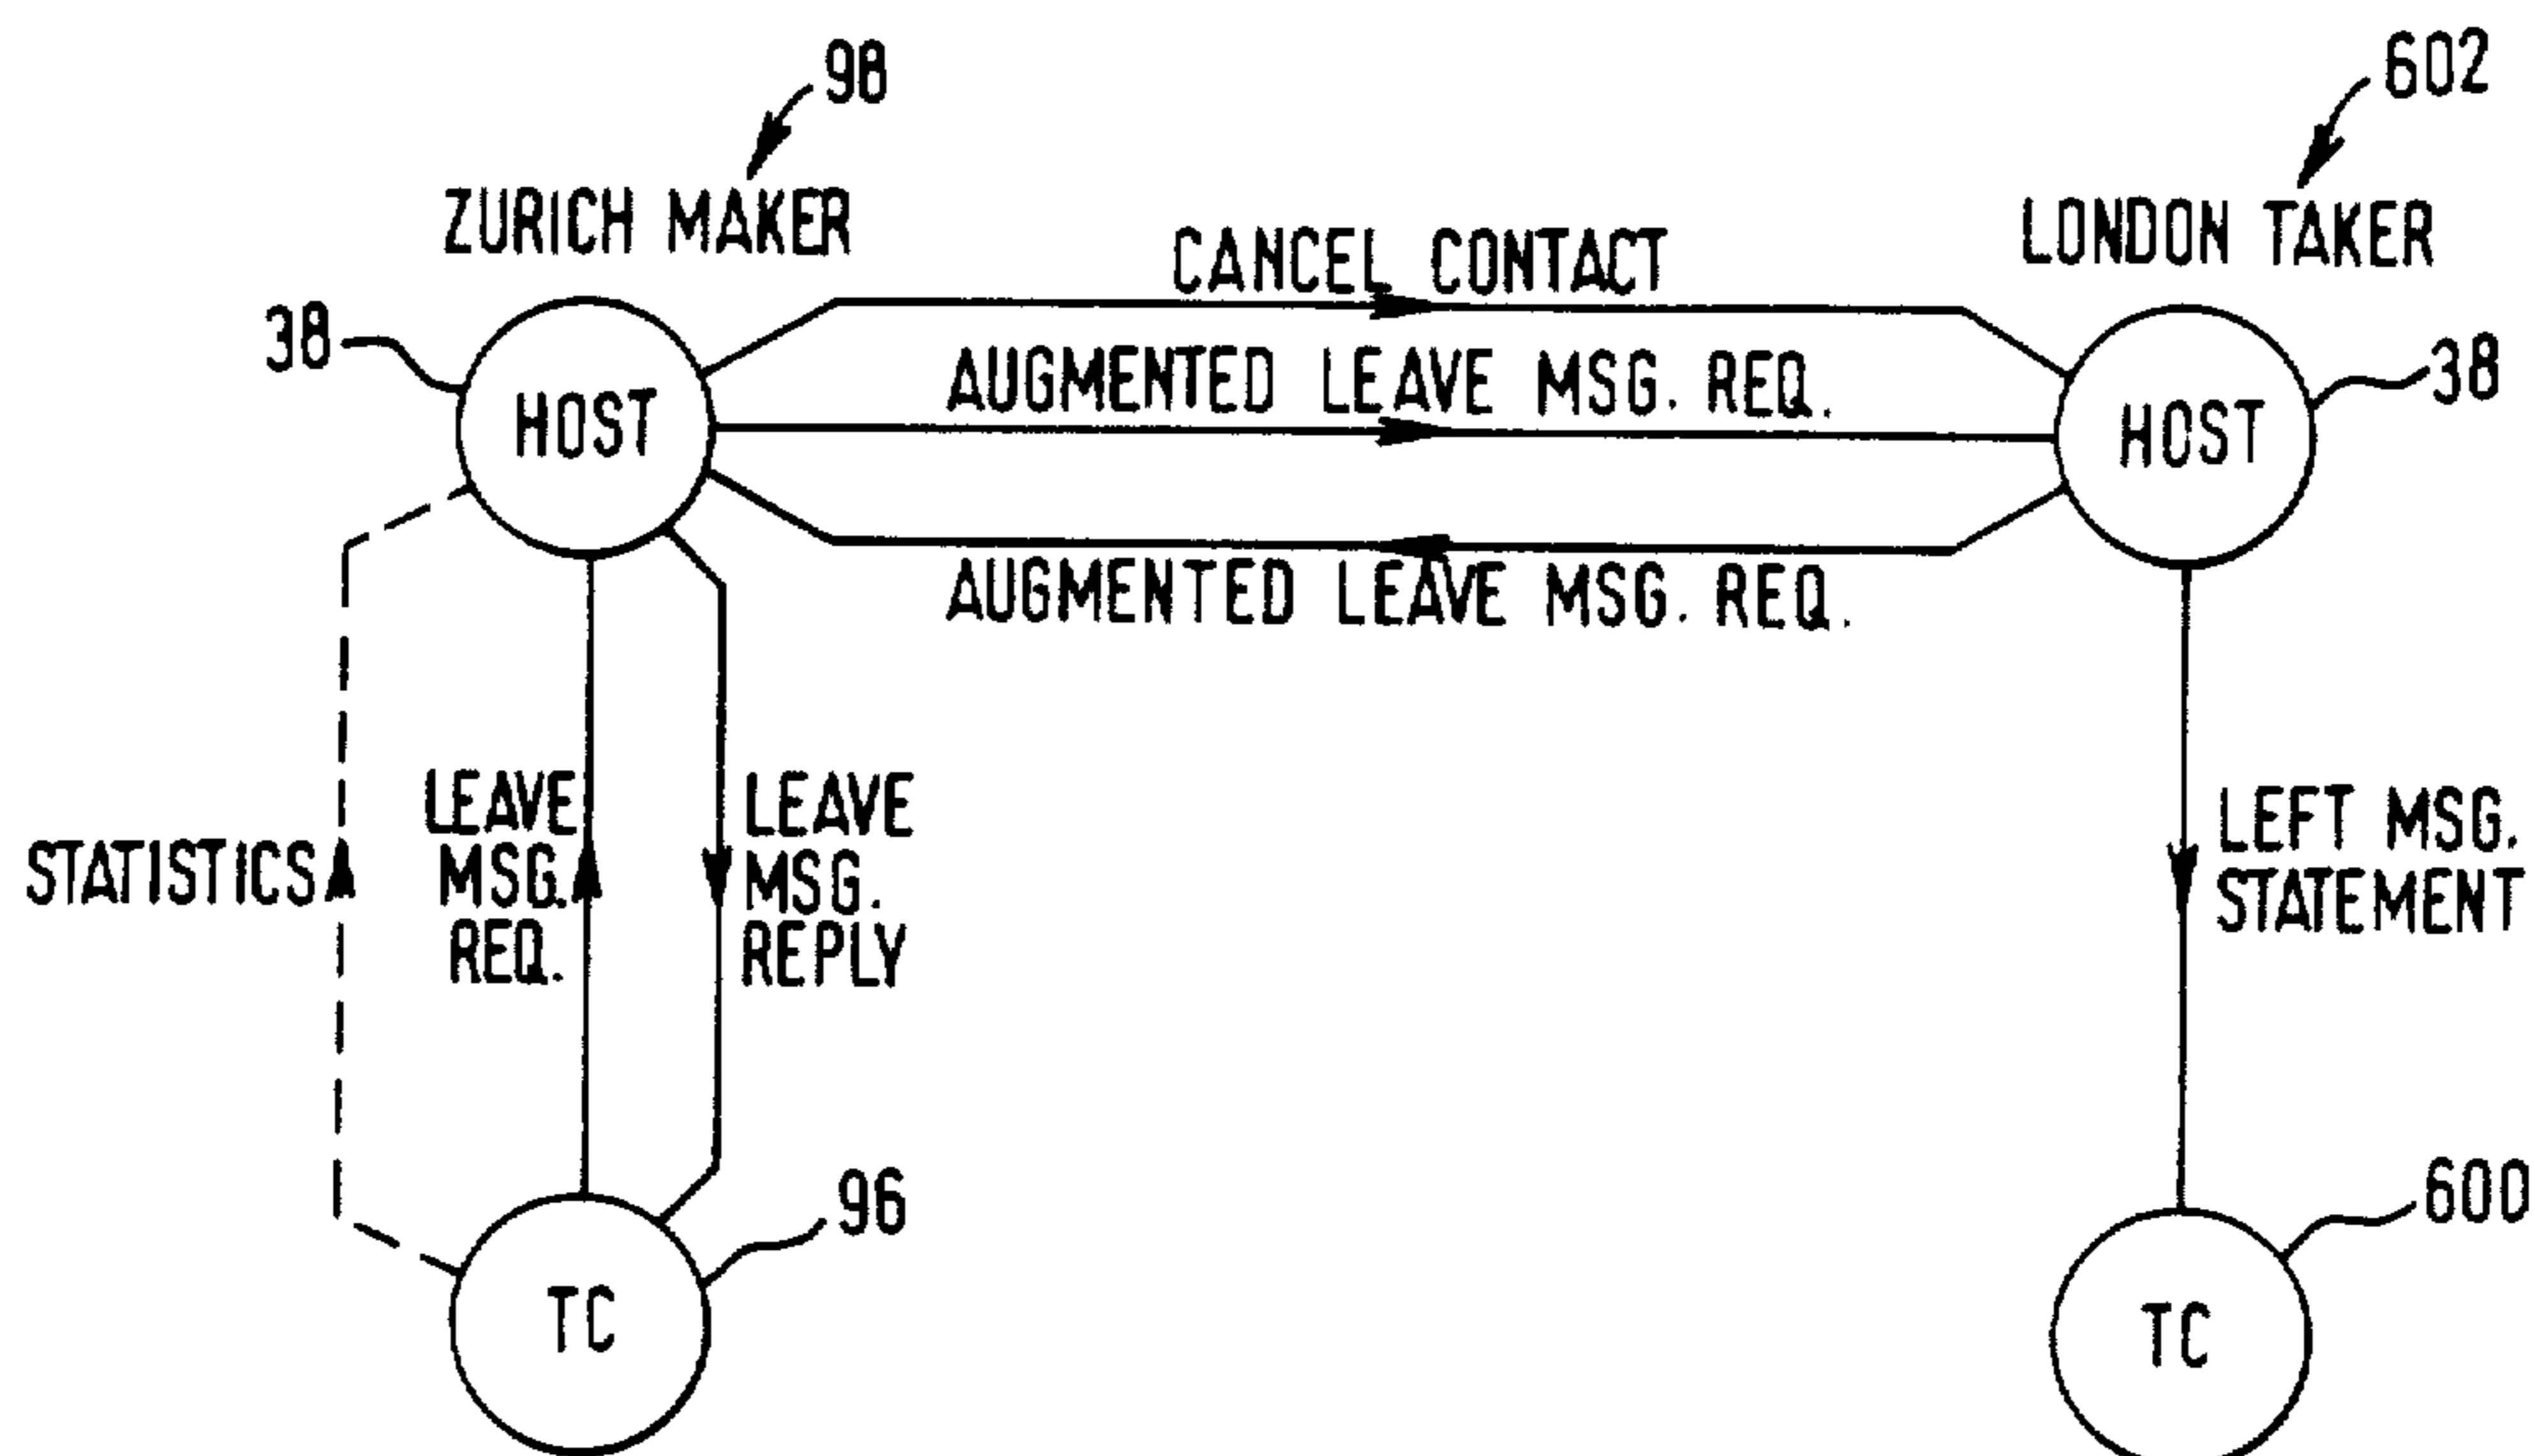 98
602
ZURICH MAKER
LONDON TAKER
CANCEL CONTACT
38
AUGMENTED LEAVE MSG. REQ.
38
HOST
HOST
AUGMENTED LEAVE MSG. REQ.
STATISTICS
LEAVE
MSG.
REQ.
LEAVE
MSG.
REPLY
LEFT MSG.
STATEMENT
96
600
TC
TC